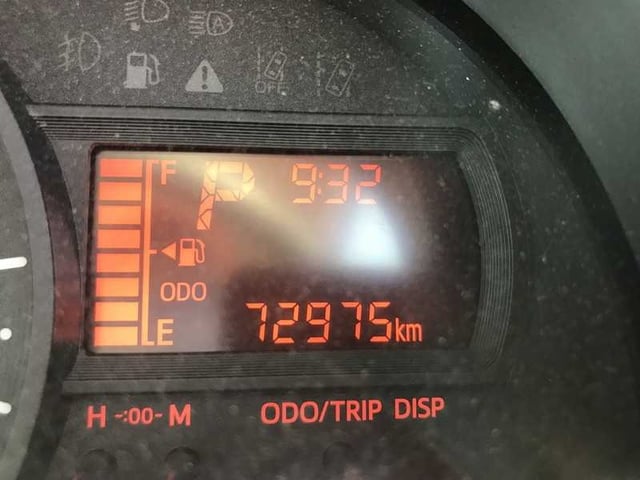 OFF
F P 9:32
ODO
E 72975km
H -:00- M ODO/TRIP DISP